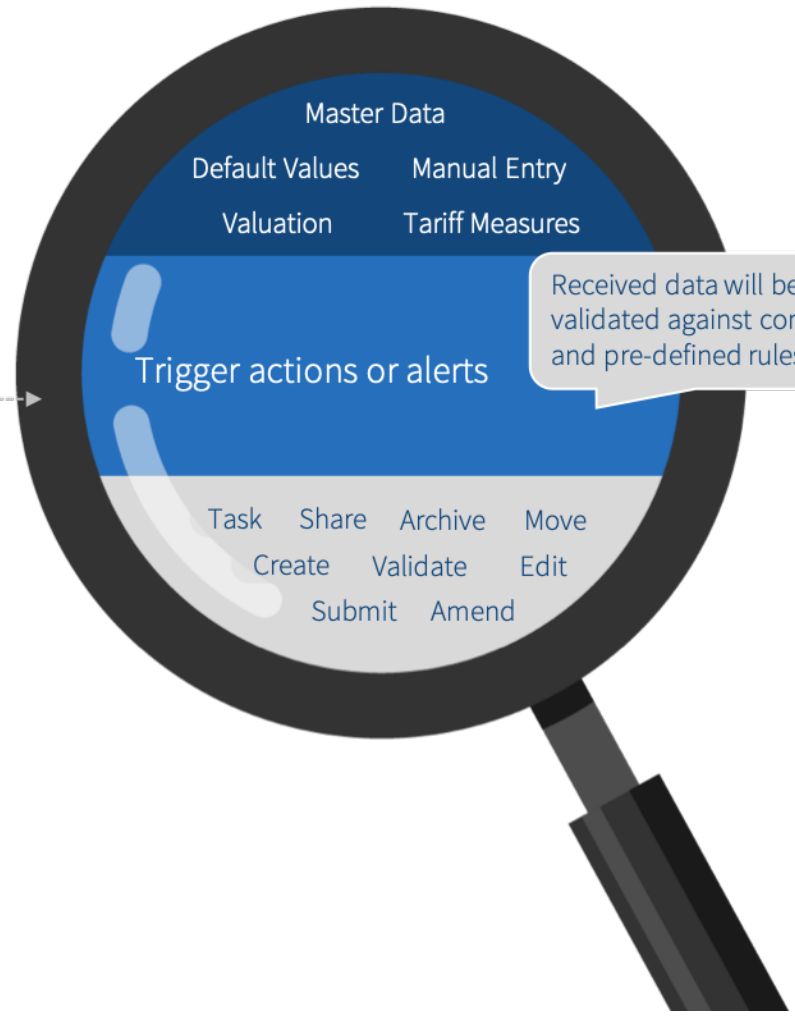 Master Data
Default Values Manual Entry
Valuation Tariff Measures
Received data will be
validated against
and pre-defined rules
Trigger actions or alerts
Task Share Archive Move
Create Validate Edit
Submit Amend